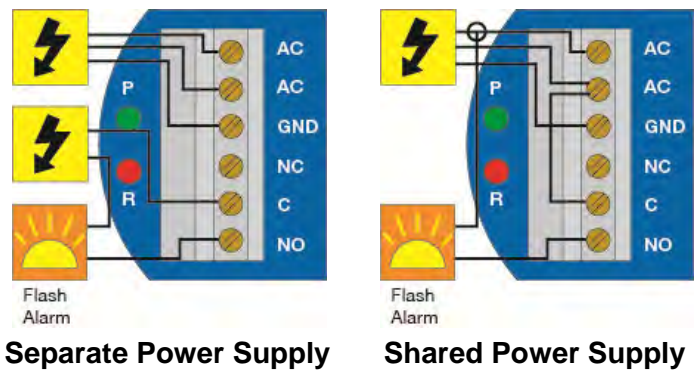 AC
AC
P
GND
NC
R
C
NO
Flash
Alarm
Separate Power Supply
AC
AC
P
GND
NC
R
C
NO
Flash
Alarm
Shared Power Supply